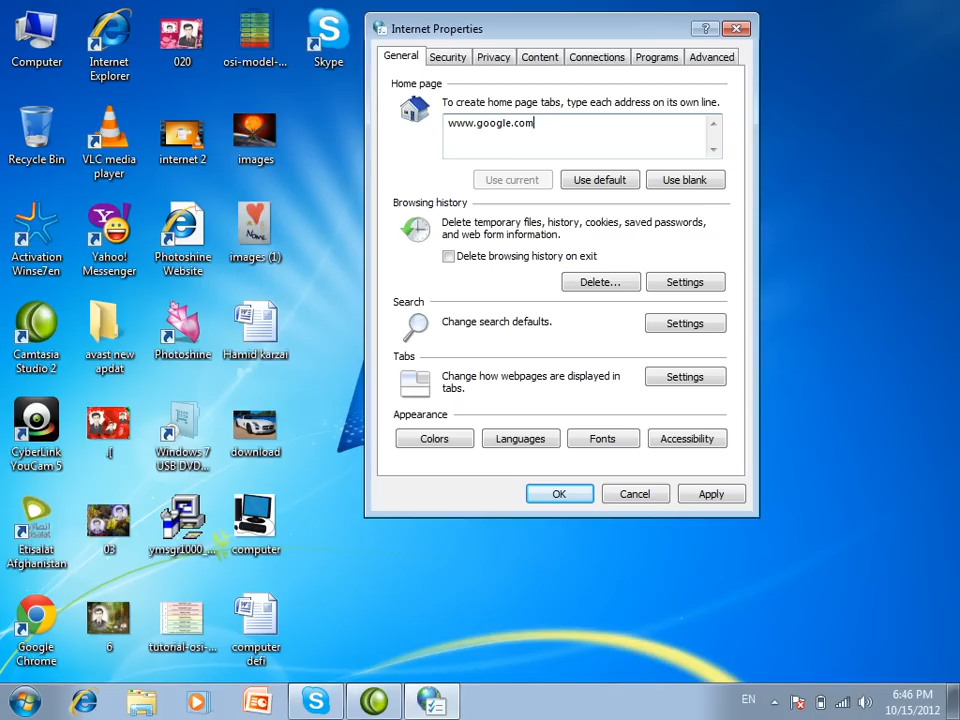 Computer
Internet
Explorer
020
osi-model-...
Skype
Recycle Bin
VLC media
player
internet 2
images
Activation
Winse7en
Yahoo!
Messenger
Photoshine
Website
images (1)
Camtasia
Studio 2
avast new
apdat
Photoshine
Hamid karzai
CyberLink
YouCam 5
.[
Windows 7
USB DVD...
download
Etisalat
Afghanistan
03
ymsgr1000_...
computer
Google
Chrome
6
tutorial-osi-...
computer
defi
Internet Properties
General
Security
Privacy
Content
Connections
Programs
Advanced
Home page
To create home page tabs, type each address on its own line.
www.google.com
Use current
Use default
Use blank
Browsing history
Delete temporary files, history, cookies, saved passwords,
and web form information.
Delete browsing history on exit
Delete...
Settings
Search
Change search defaults.
Settings
Tabs
Change how webpages are displayed in
tabs.
Settings
Appearance
Colors
Languages
Fonts
Accessibility
OK
Cancel
Apply
EN
6:46 PM
10/15/2012